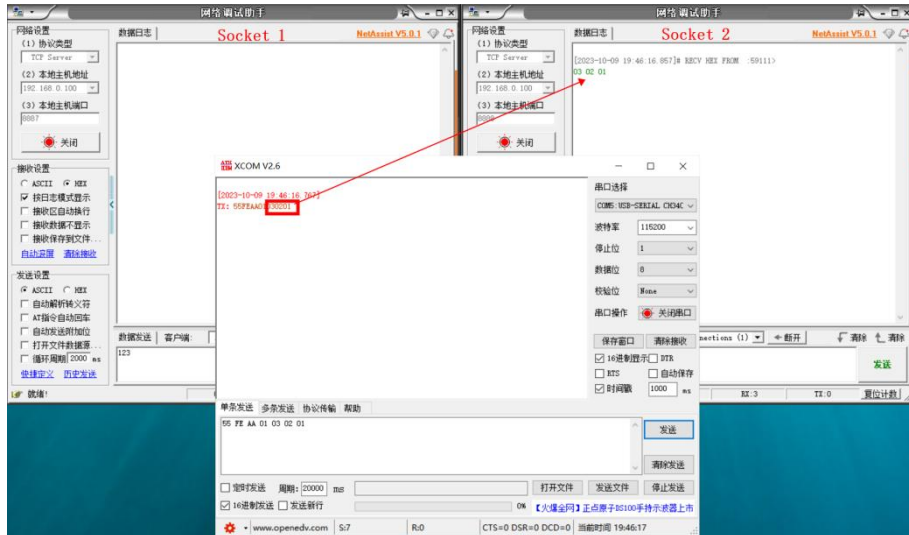 网络调试助手
数据日志
Socket 1
NetAssist V5.0.1
网络设置
(1) 协议类型
TCP Server
(2) 本地主机地址
192.168.0.100
(3) 本地主机端口
8887
关闭
接收设置
ASCII
HEX
按日志模式显示
接收区自动换行
接收数据不显示
接收保存到文件...
自动滚屏
清除接收
发送设置
ASCII
HEX
自动解析转义符
AT指令自动回车
自动发送附加位
打开文件数据源...
循环周期
2000
ms
快捷定义
历史发送
数据发送
客户端:
123
就绪!
网络调试助手
数据日志
Socket 2
NetAssist V5.0.1
网络设置
(1) 协议类型
TCP Server
(2) 本地主机地址
192.168.0.100
(3) 本地主机端口
关闭
[2023-10-09 19:46:16.857]# RECV HEX FROM :59111>
03 02 01
断开
清除
清除
发送
RX:3
TX:0
复位计数
XCOM V2.6
[2023-10-09 19:46:16.767]
TX: 55FEAA01030201
串口选择
COM5:USB-SERIAL CH34C
波特率
115200
停止位
1
数据位
8
校验位
None
串口操作
关闭串口
保存窗口
清除接收
16进制显示
DTR
RTS
自动保存
时间戳
1000
ms
单条发送
多条发送
协议传输
帮助
55 FE AA 01 03 02 01
发送
清除发送
定时发送
周期:
20000
ms
打开文件
发送文件
停止发送
16进制发送
发送新行
0%
【火爆全网】正点原子DS100手持示波器上市
www.openedv.com
S:7
R:0
CTS=0 DSR=0 DCD=0
当前时间 19:46:17